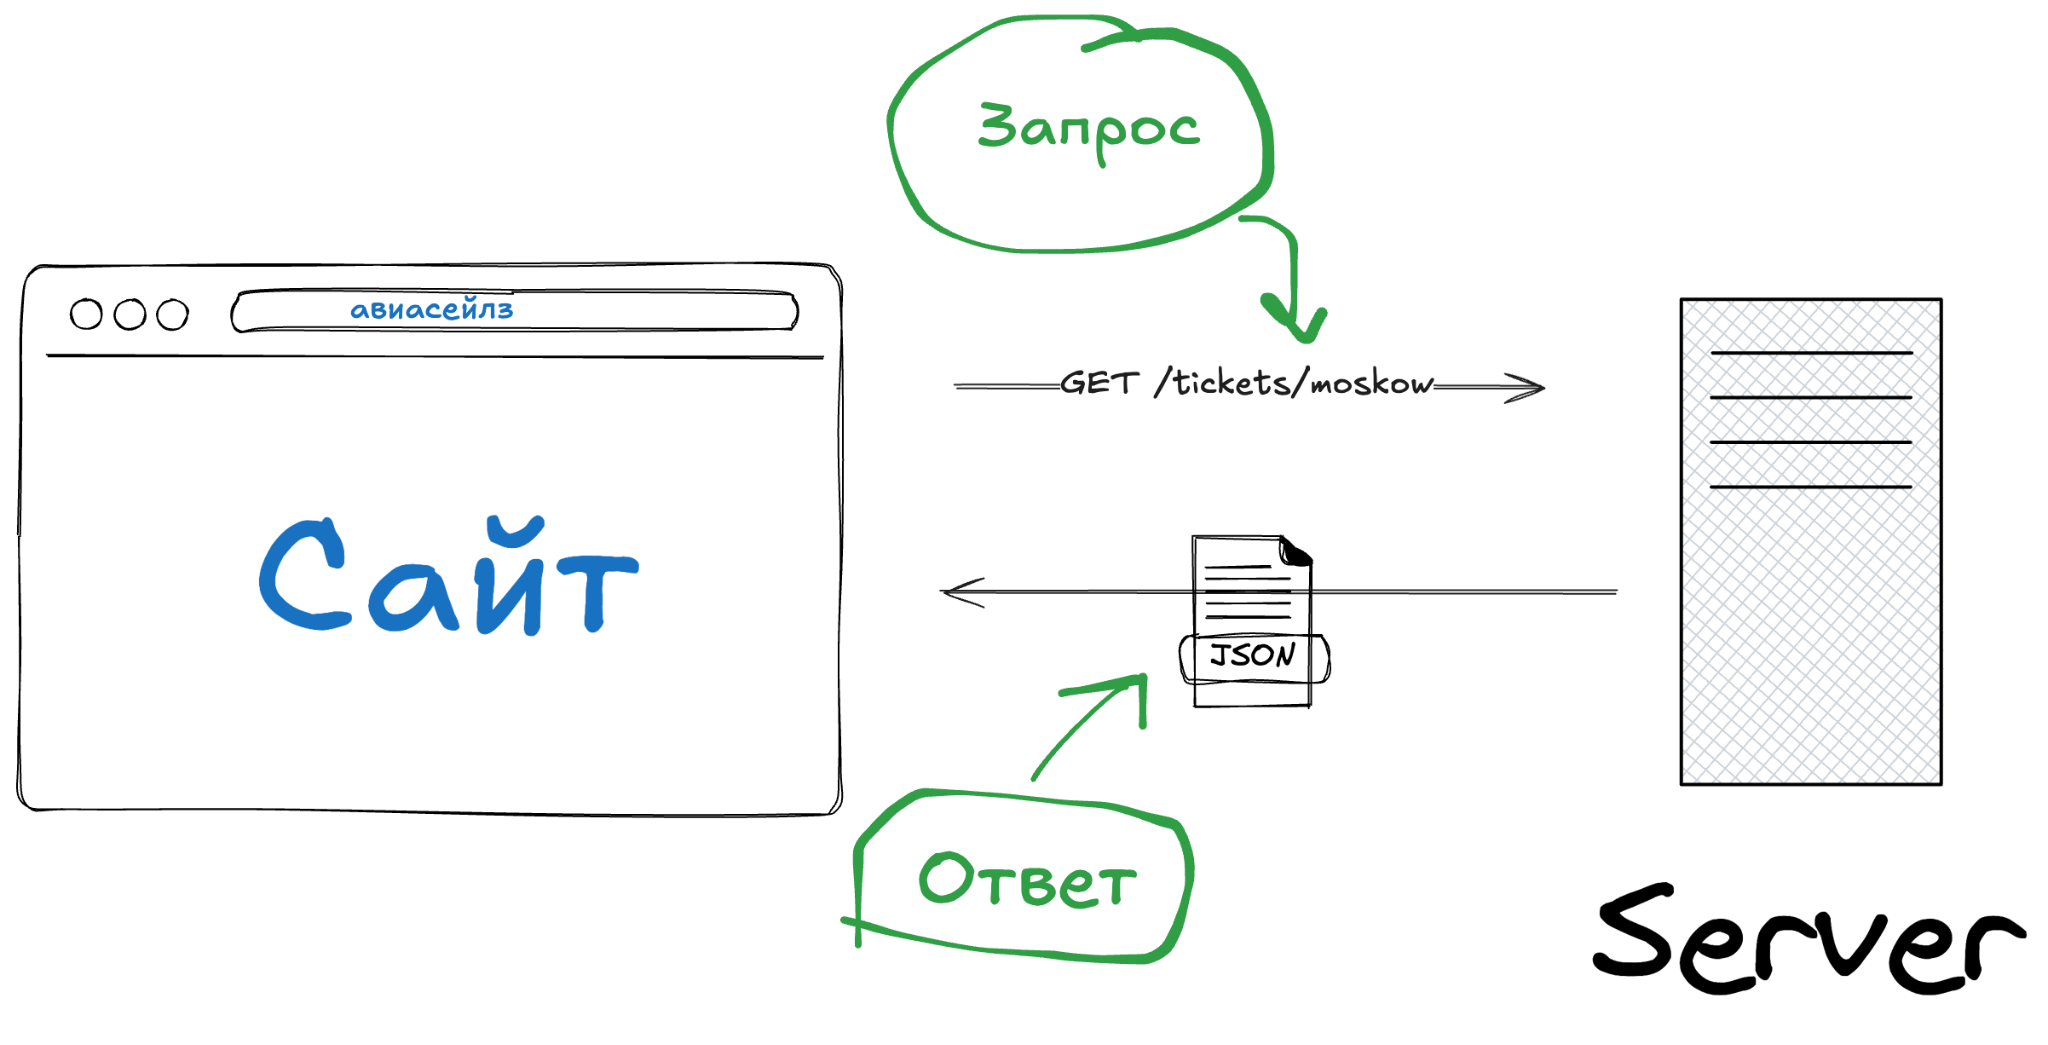 Запрос
авиасейлз
GET /tickets/moskow
Сайт
JSON
Ответ
Server